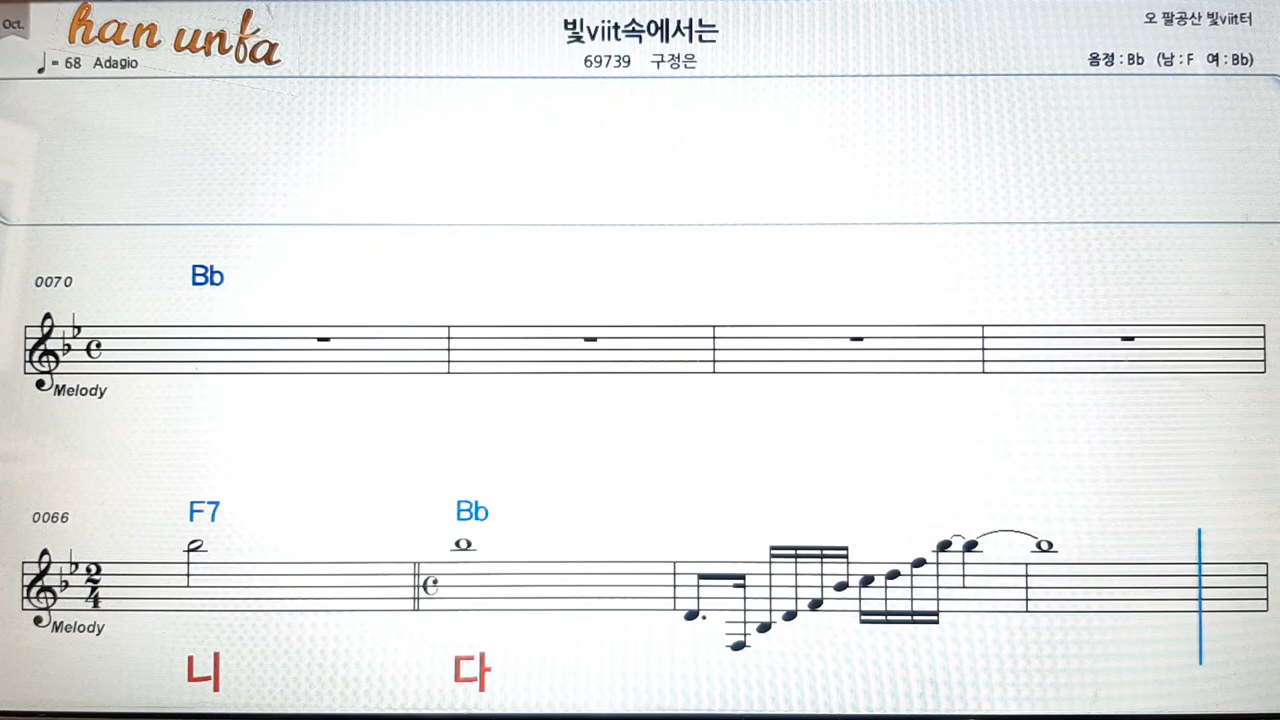 Oct.
han unfa
빛viit속에서는
오 팔공산 빛viit터
♩ = 68 Adagio
69739 구정은
음정 : Bb (남 : F 여 : Bb)
0070
Bb
Melody
0066
F7
Bb
2
4
Melody
니 다